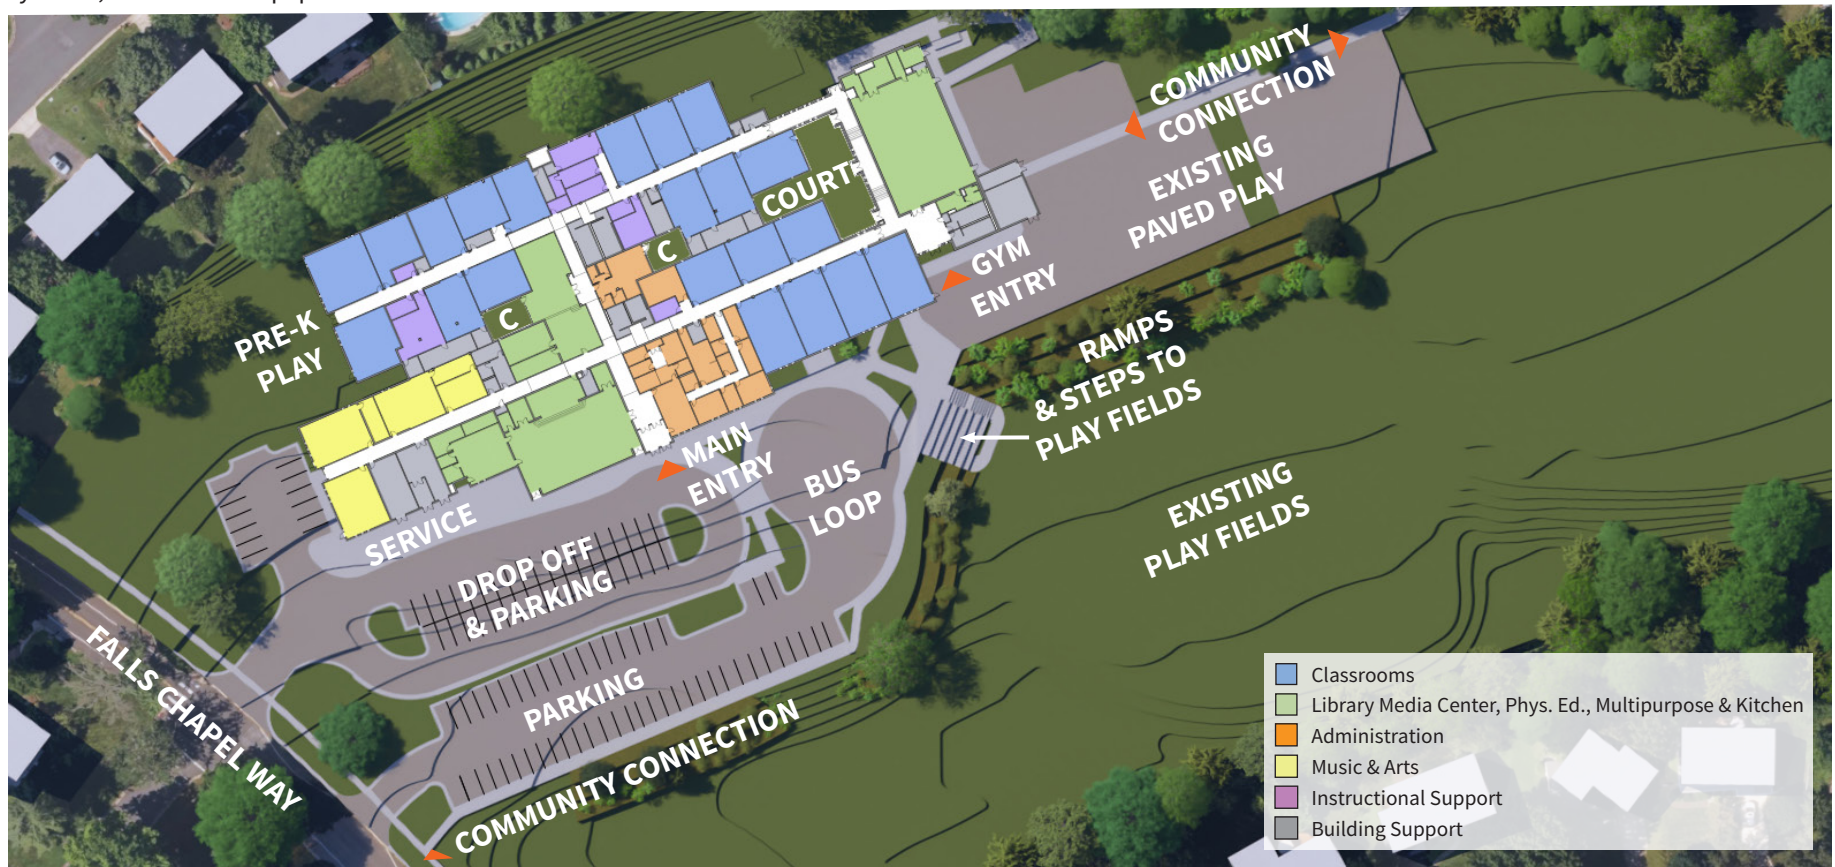 COMMUNITY
CONNECTION
EXISTING
PAVED PLAY
COURT
C
C
GYM
ENTRY
PRE-K
PLAY
RAMPS
& STEPS TO
PLAY FIELDS
MAIN
ENTRY
BUS
LOOP
EXISTING
PLAY FIELDS
SERVICE
DROP OFF
& PARKING
PARKING
FALLS CHAPEL WAY
COMMUNITY CONNECTION
Classrooms
Library Media Center, Phys. Ed., Multipurpose & Kitchen
Administration
Music & Arts
Instructional Support
Building Support